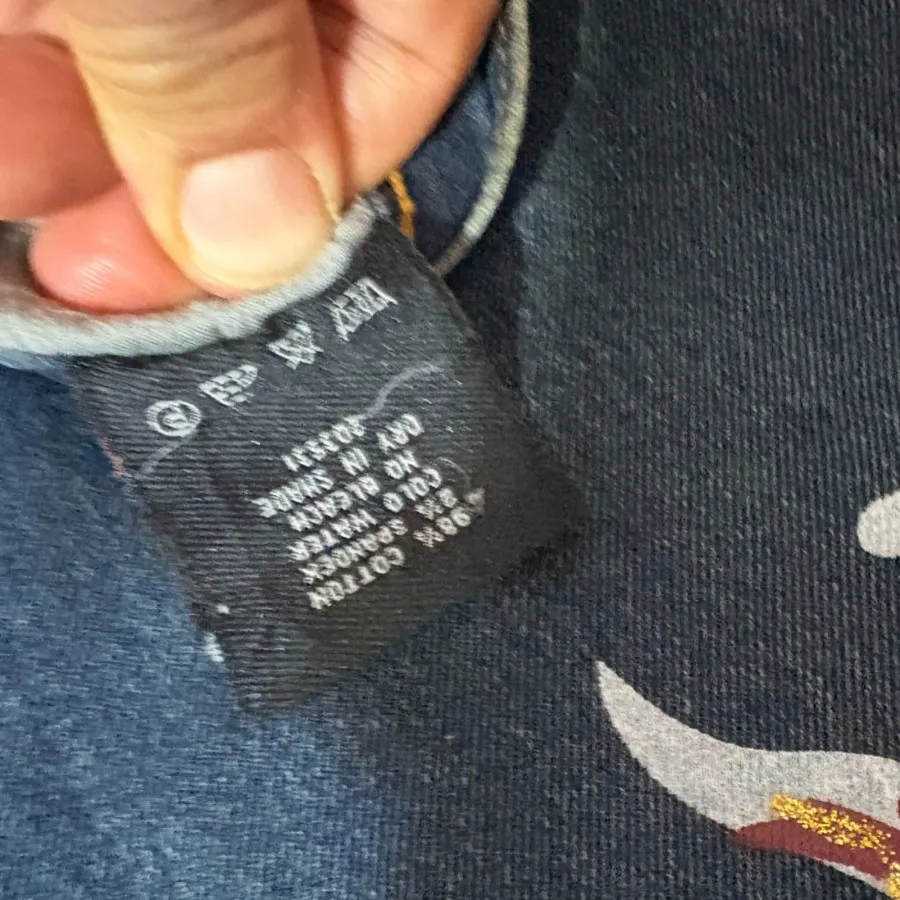 98% COTTON
2% SPANDEX
COLD WATER
NO BLEACH
DRY IN SHADE